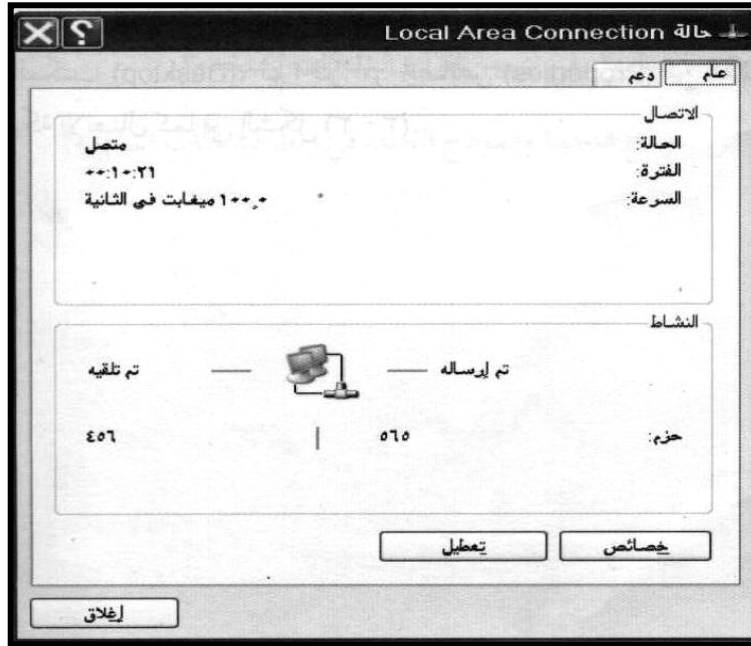 حالة Local Area Connection
عام دعم
الاتصال
الحالة: متصل
الفترة: ٠٠:١٠:٢١
السرعة: ١٠٠,٠ ميغابت في الثانية
النشاط
تم إرساله تم تلقيه
حزم: ٥٦٥ ٤٥٦
خصائص تعطيل
إغلاق